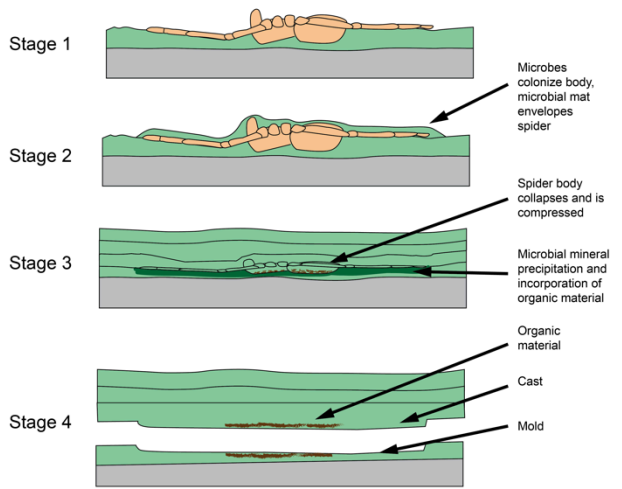 Stage 1
Microbes
colonize body,
microbial mat
envelopes
spider
Stage 2
Spider body
collapses and is
compressed
Stage 3
Microbial mineral
precipitation and
incorporation of
organic material
Organic
material
Cast
Stage 4
Mold